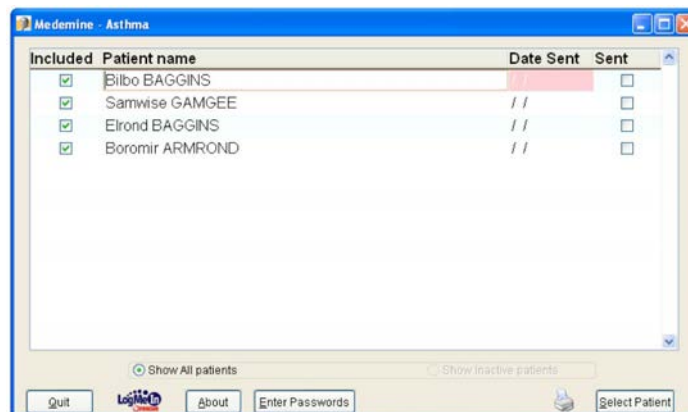 Medemine - Asthma
Included Patient name Date Sent Sent
Bilbo BAGGINS / /
Samwise GAMGEE / /
Elrond BAGGINS / /
Boromir ARMROND / /
Show All patients Show Inactive patients
Quit LogMeIn About Enter Passwords Select Patient